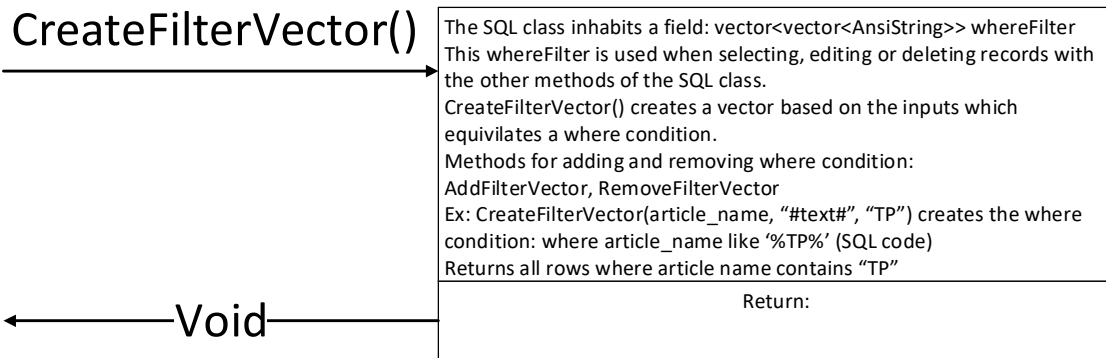 CreateFilterVector()
The SQL class inhabits a field: vector<vector<AnsiString>> whereFilter
This whereFilter is used when selecting, editing or deleting records with
the other methods of the SQL class.
CreateFilterVector() creates a vector based on the inputs which
equivilates a where condition.
Methods for adding and removing where condition:
AddFilterVector, RemoveFilterVector
Ex: CreateFilterVector(article_name, “#text#”, “TP”) creates the where
condition: where article_name like ‘%TP%’ (SQL code)
Returns all rows where article name contains “TP”
Return:
Void